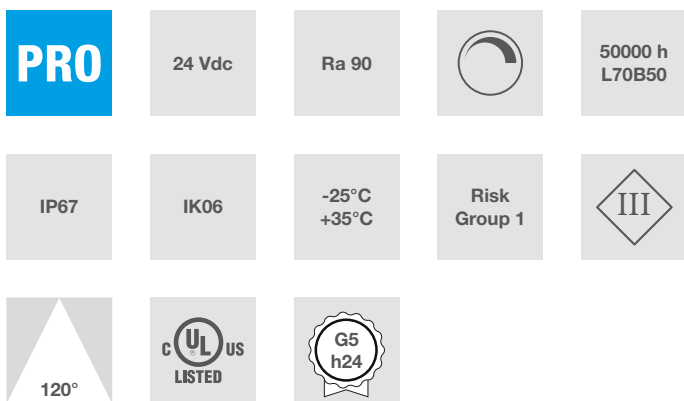 PRO
24 Vdc
Ra 90
50000 h
L70B50
IP67
IK06
-25°C
+35°C
Risk
Group 1
III
120°
C UL US
®
LISTED
G5
h24